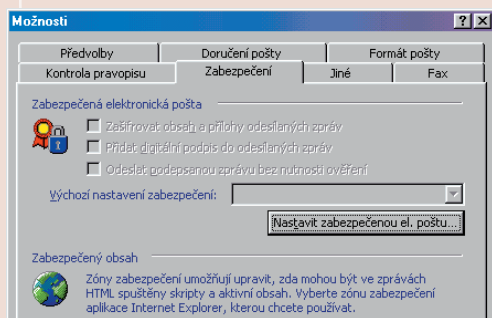 Možnosti
Předvolby
Doručení pošty
Formát pošty
Kontrola pravopisu
Zabezpečení
Jiné
Fax
Zabezpečená elektronická pošta
Zašifrovat obsah a přílohy odesílaných zpráv
Přidat digitální podpis do odesílaných zpráv
Odeslat podepsanou zprávu bez nutnosti ověření
Výchozí nastavení zabezpečení:
Nastavit zabezpečenou el. poštu...
Zabezpečený obsah
Zóny zabezpečení umožňují upravit, zda mohou být ve zprávách
HTML spuštěny skripty a aktivní obsah. Vyberte zónu zabezpečení
aplikace Internet Explorer, kterou chcete používat.